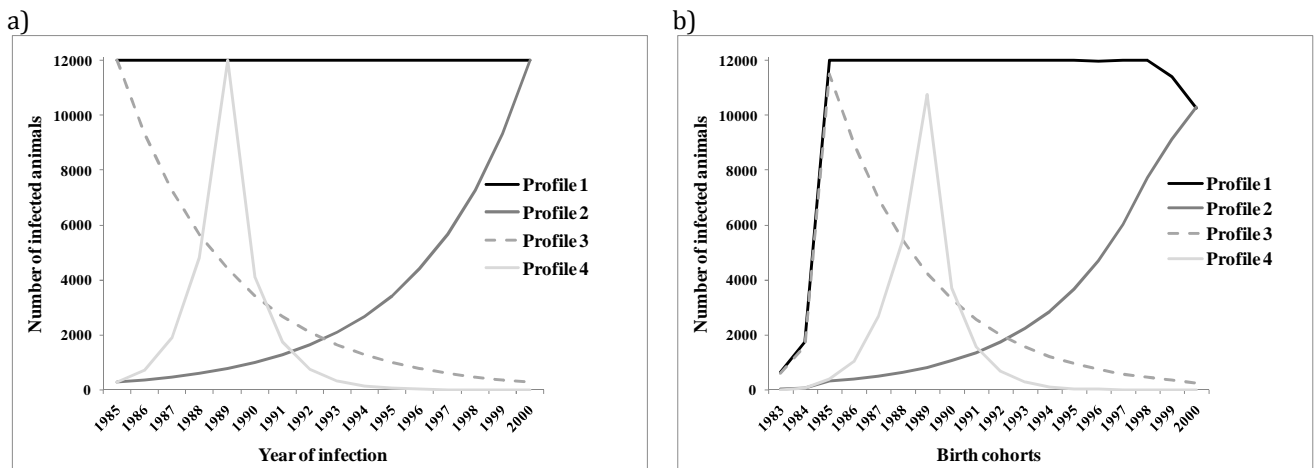 a)
12000
10000
8000
6000
4000
2000
0
Number of infected animals
Profile 1
Profile 2
Profile 3
Profile 4
1985 1986 1987 1988 1989 1990 1991 1992 1993 1994 1995 1996 1997 1998 1999 2000
Year of infection
b)
12000
10000
8000
6000
4000
2000
0
Number of infected animals
Profile 1
Profile 2
Profile 3
Profile 4
1983 1984 1985 1986 1987 1988 1989 1990 1991 1992 1993 1994 1995 1996 1997 1998 1999 2000
Birth cohorts